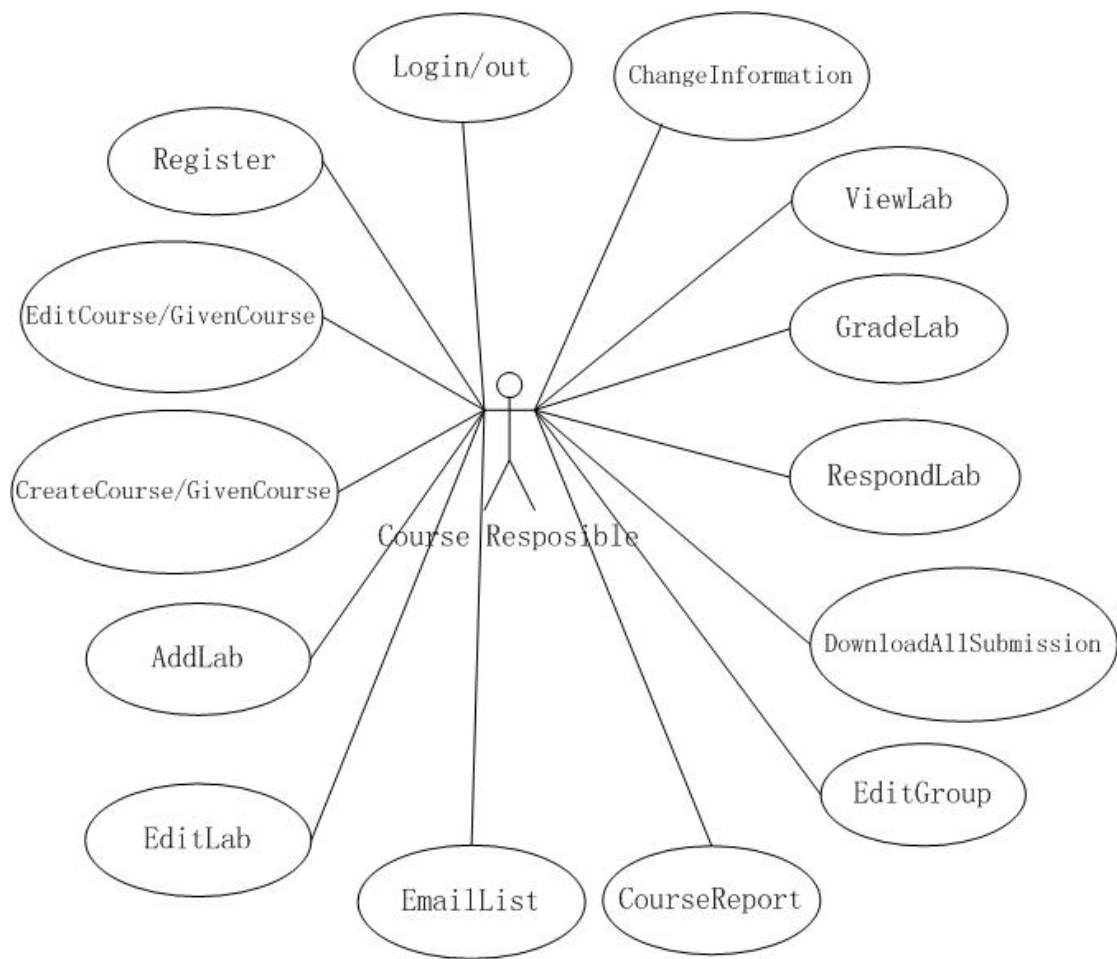 Login/out
ChangeInformation
Register
ViewLab
EditCourse/GivenCourse
GradeLab
CreateCourse/GivenCourse
RespondLab
Course Resposible
AddLab
DownloadAllSubmission
EditLab
EditGroup
EmailList
CourseReport